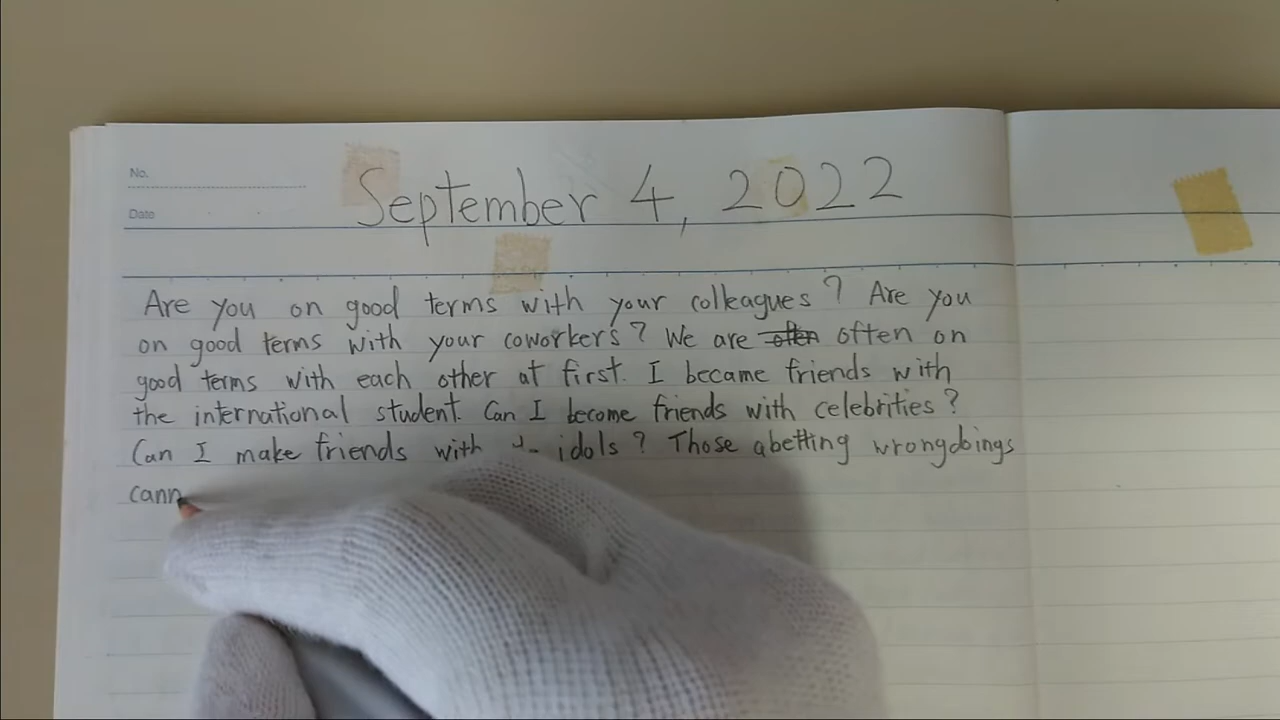 No.
Date
September 4, 2022
Are you on good terms with your colleagues? Are you
on good terms with your coworkers? We are often often on
good terms with each other at first. I became friends with
the international student. Can I become friends with celebrities?
Can I make friends with idols? Those abetting wrongdoings
cann